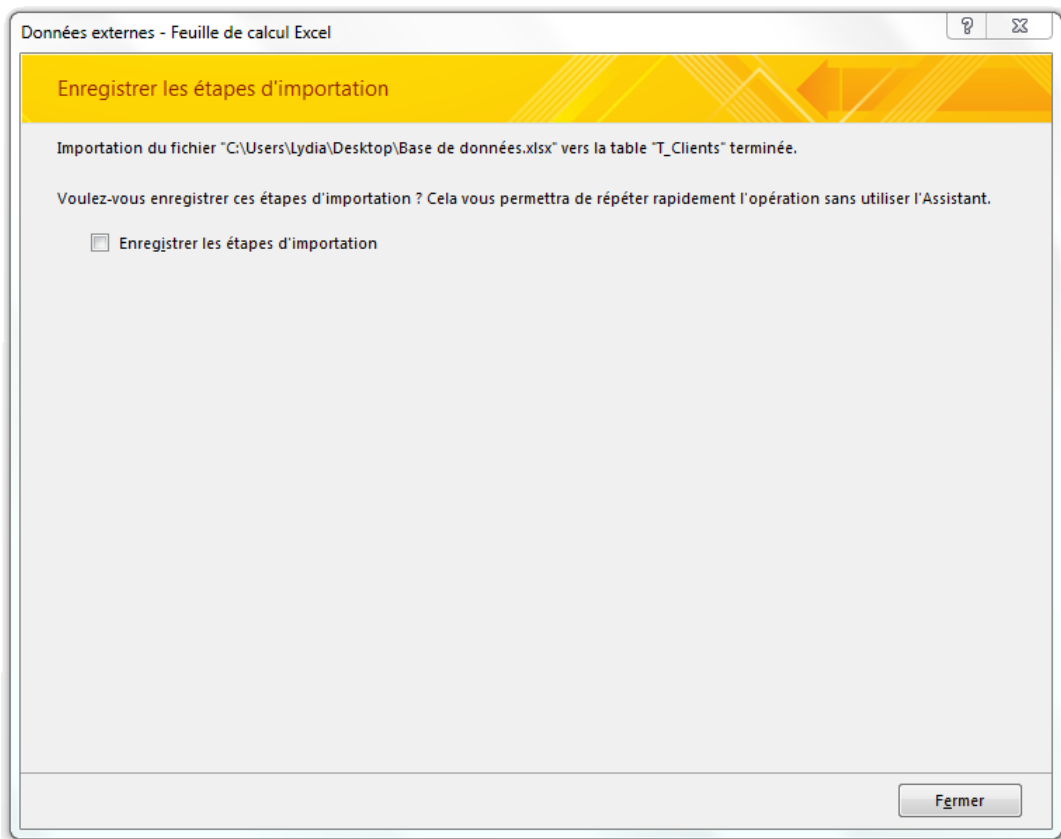 Données externes - Feuille de calcul Excel
Enregistrer les étapes d'importation
Importation du fichier "C:\Users\Lydia\Desktop\Base de données.xlsx" vers la table "T_Clients" terminée.
Voulez-vous enregistrer ces étapes d'importation ? Cela vous permettra de répéter rapidement l'opération sans utiliser l'Assistant.
Enregistrer les étapes d'importation
Fermer